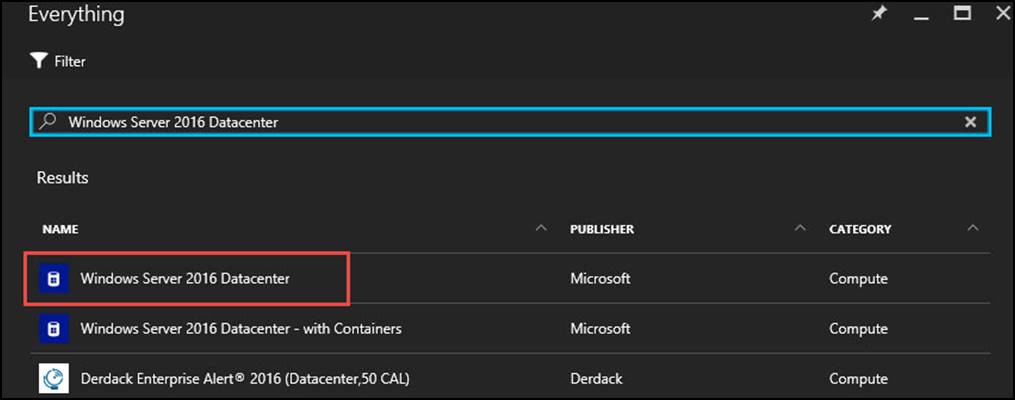 Everything
Filter
Windows Server 2016 Datacenter
Results
NAME PUBLISHER CATEGORY
Windows Server 2016 Datacenter Microsoft Compute
Windows Server 2016 Datacenter - with Containers Microsoft Compute
Derdack Enterprise Alert® 2016 (Datacenter,50 CAL) Derdack Compute